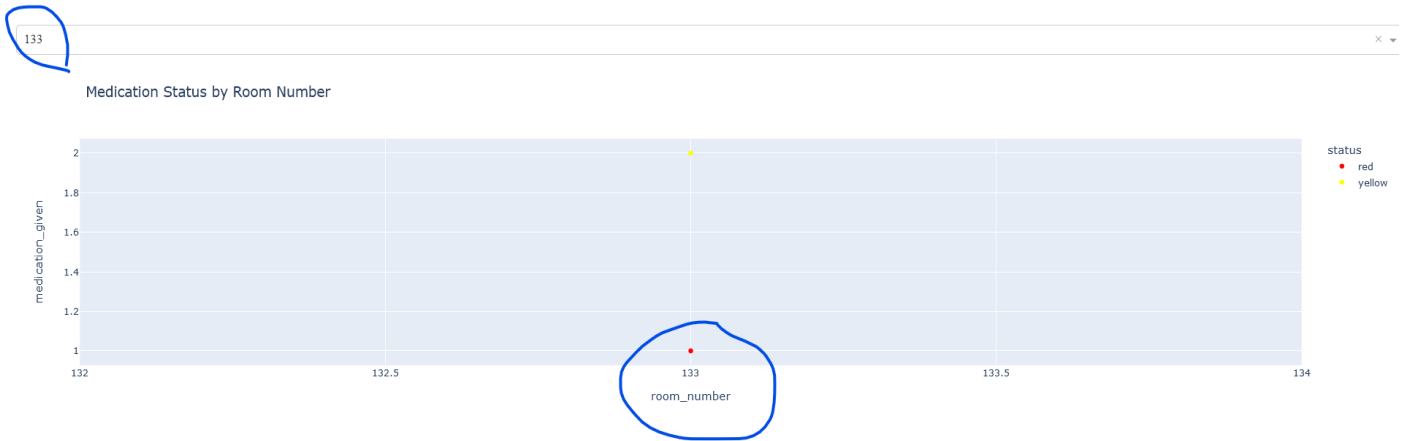 133
×
Medication Status by Room Number
status
red
yellow
medication_given
2
1.8
1.6
1.4
1.2
1
132
132.5
133
133.5
134
room_number